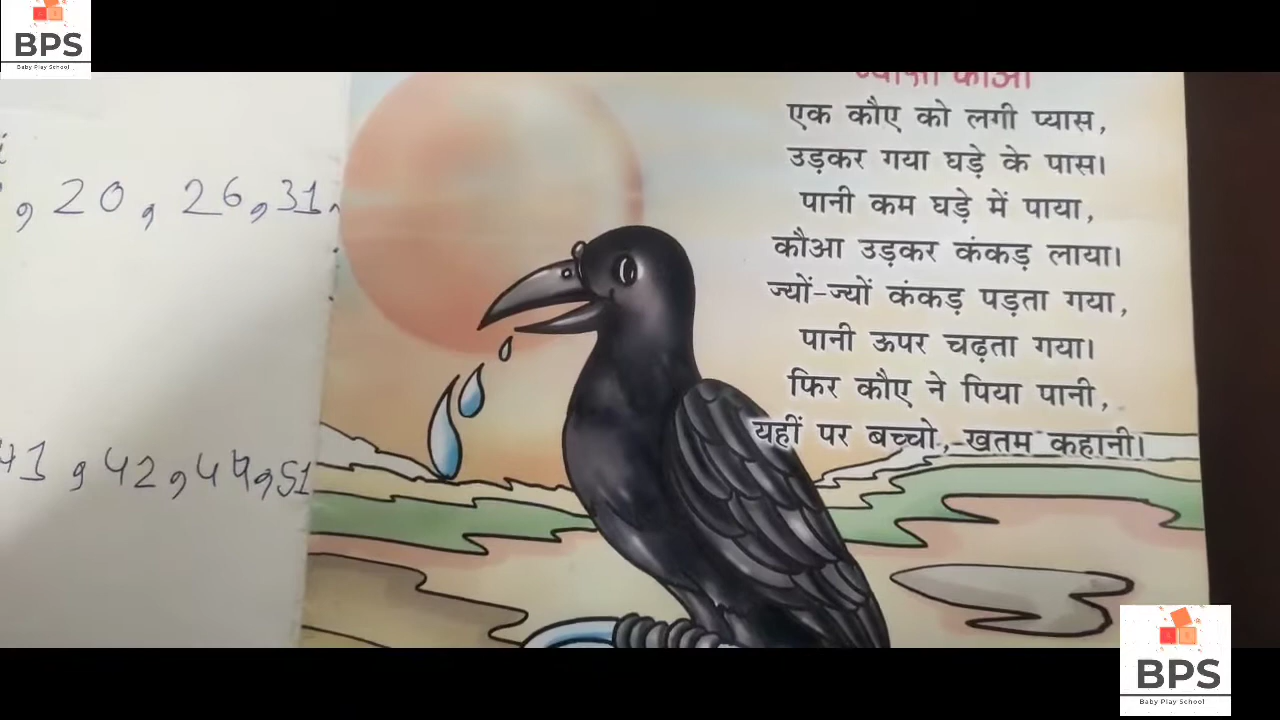 BPS
Baby Play School
20, 26, 31
42, 44, 51
एक कौए को लगी प्यास,
उड़कर गया घड़े के पास।
पानी कम घड़े में पाया,
कौआ उड़कर कंकड़ लाया।
ज्यों-ज्यों कंकड़ पड़ता गया,
पानी ऊपर चढ़ता गया।
फिर कौए ने पिया पानी,
यहीं पर बच्चो, खतम कहानी।
BPS
Baby Play School